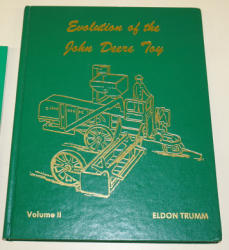 Evolution of the
John Deere Toy
Volume II
ELDON TRUMM